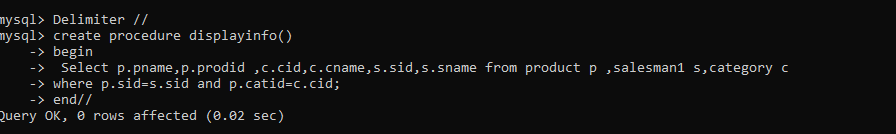 mysql> Delimiter //
mysql> create procedure displayinfo()
    -> begin
    ->  Select p.pname,p.prodid ,c.cid,c.cname,s.sid,s.sname from product p ,salesman1 s,category c
    -> where p.sid=s.sid and p.catid=c.cid;
    -> end//
Query OK, 0 rows affected (0.02 sec)